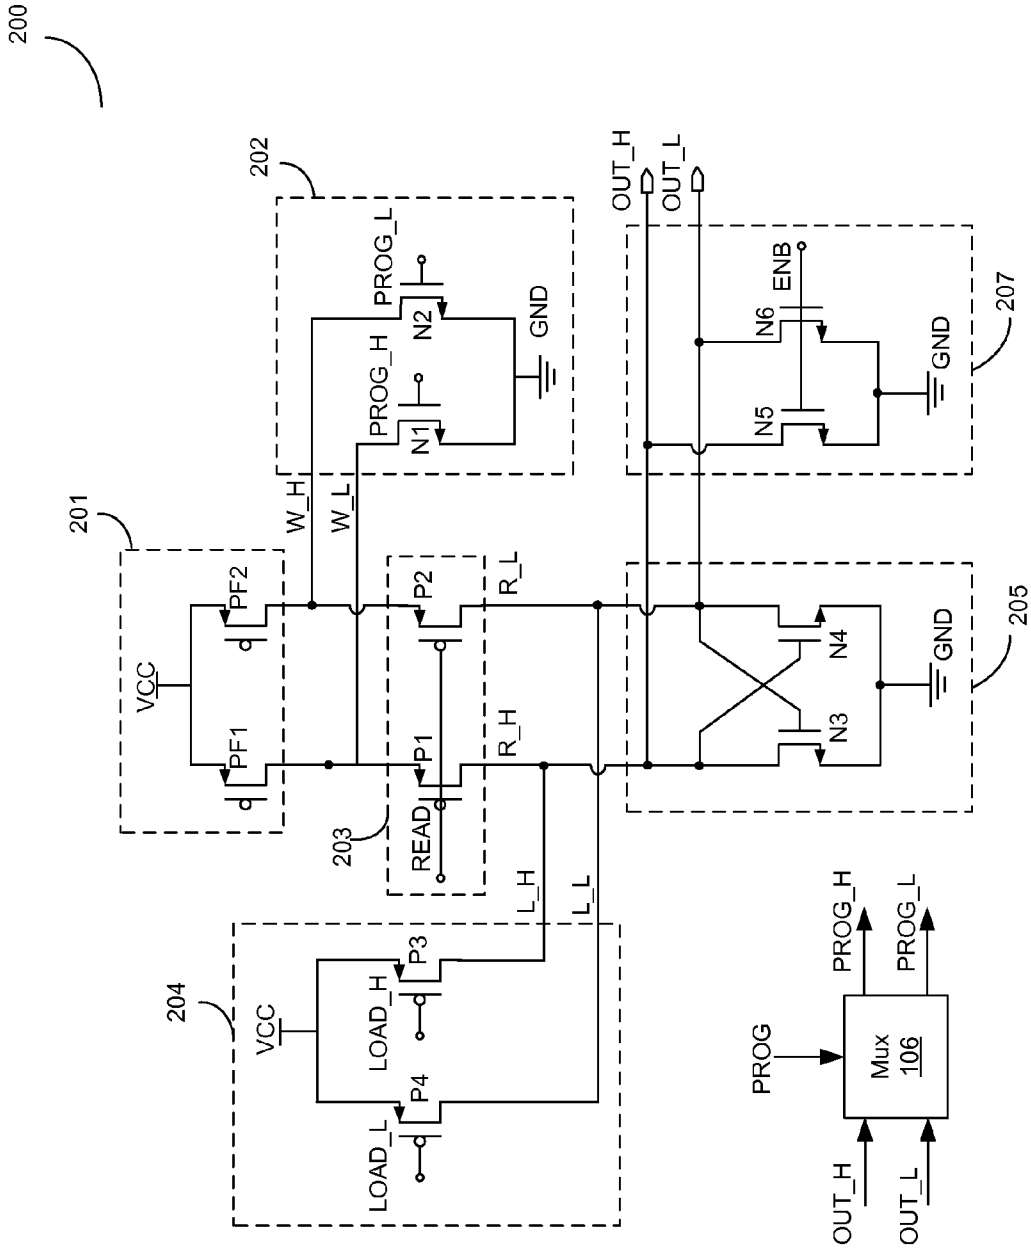 200
201
VCC
PF1
PF2
202
W_H
W_L
PROG_H
PROG_L
N1
N2
GND
203
READ
P1
P2
R_H
R_L
204
VCC
LOAD_L
LOAD_H
P4
P3
L_H
L_L
OUT_H
OUT_L
205
N3
N4
GND
207
N5
N6
ENB
GND
PROG
OUT_H
OUT_L
Mux
106
PROG_H
PROG_L